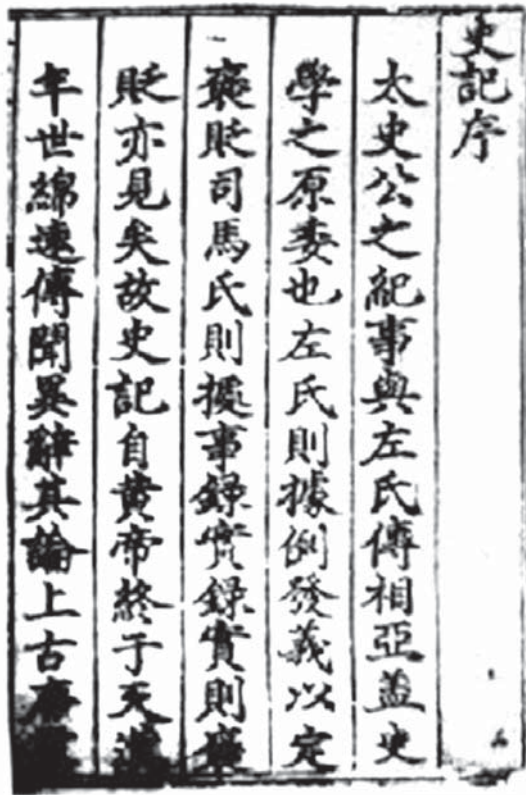 史記序
太史公之紀事與左氏傳相亞蓋史
學之原委也左氏則據例發義以定
褒貶司馬氏則據事錄實錄實則褒
貶亦見矣故史記自黃帝終于天漢
年世綿遠傳聞異辭其論上古